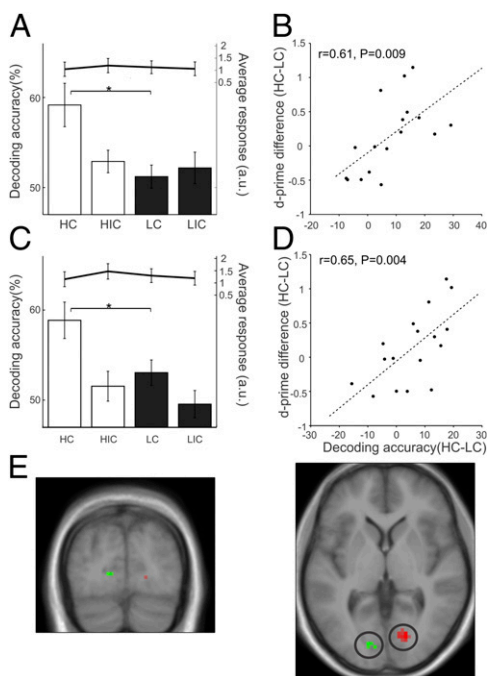 A
Decoding accuracy(%)
60
50
*
HC HIC LC LIC
2
1.5
1
0.5
Average response (a.u.)
B
r=0.61, P=0.009
d-prime difference (HC-LC)
1.5
1
0.5
0
-0.5
-1
-20 -10 0 10 20 30 40
C
Decoding accuracy(%)
60
50
*
HC HIC LC LIC
2
1.5
1
0.5
Average response (a.u.)
D
r=0.65, P=0.004
d-prime difference (HC-LC)
1.5
1
0.5
0
-0.5
-1
-30 -20 -10 0 10 20 30
Decoding accuracy(HC-LC)
E